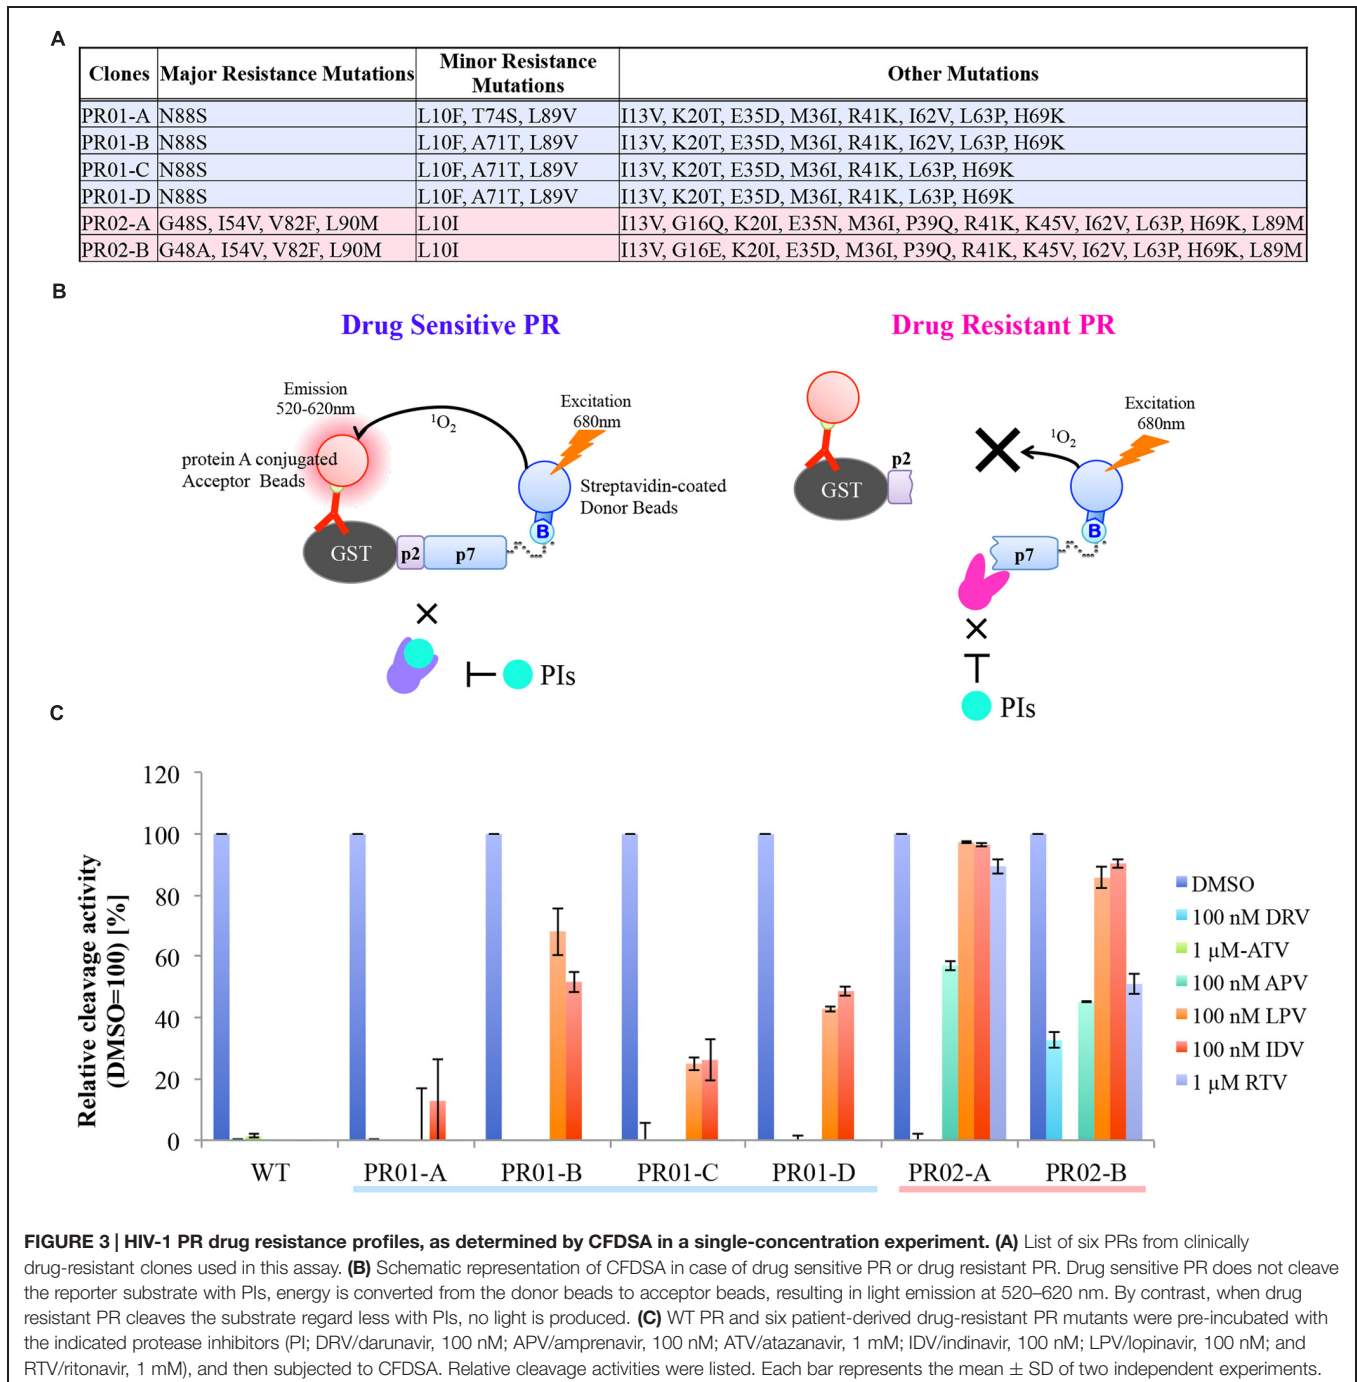 A
Clones Major Resistance Mutations Minor Resistance Mutations Other Mutations
PR01-A N88S L10F, T74S, L89V I13V, K20T, E35D, M36I, R41K, I62V, L63P, H69K
PR01-B N88S L10F, A71T, L89V I13V, K20T, E35D, M36I, R41K, I62V, L63P, H69K
PR01-C N88S L10F, A71T, L89V I13V, K20T, E35D, M36I, R41K, L63P, H69K
PR01-D N88S L10F, A71T, L89V I13V, K20T, E35D, M36I, R41K, L63P, H69K
PR02-A G48S, I54V, V82F, L90M L10I I13V, G16Q, K20I, E35N, M36I, P39Q, R41K, K45V, I62V, L63P, H69K, L89M
PR02-B G48A, I54V, V82F, L90M L10I I13V, G16E, K20I, E35D, M36I, P39Q, R41K, K45V, I62V, L63P, H69K, L89M
B
Drug Sensitive PR
Emission
520-620nm
¹O₂
Excitation
680nm
protein A conjugated
Acceptor Beads
Streptavidin-coated
Donor Beads
B
GST p2 p7
PIs
Drug Resistant PR
Excitation
680nm
¹O₂
p2
GST
B
p7
PIs
C
Relative cleavage activity
(DMSO=100) [%]
120
100
80
60
40
20
0
WT PR01-A PR01-B PR01-C PR01-D PR02-A PR02-B
DMSO
100 nM DRV
1 µM-ATV
100 nM APV
100 nM LPV
100 nM IDV
1 µM RTV
FIGURE 3 | HIV-1 PR drug resistance profiles, as determined by CFDSA in a single-concentration experiment. (A) List of six PRs from clinically
drug-resistant clones used in this assay. (B) Schematic representation of CFDSA in case of drug sensitive PR or drug resistant PR. Drug sensitive PR does not cleave
the reporter substrate with PIs, energy is converted from the donor beads to acceptor beads, resulting in light emission at 520–620 nm. By contrast, when drug
resistant PR cleaves the substrate regard less with PIs, no light is produced. (C) WT PR and six patient-derived drug-resistant PR mutants were pre-incubated with
the indicated protease inhibitors (PI; DRV/darunavir, 100 nM; APV/amprenavir, 100 nM; ATV/atazanavir, 1 mM; IDV/indinavir, 100 nM; LPV/lopinavir, 100 nM; and
RTV/ritonavir, 1 mM), and then subjected to CFDSA. Relative cleavage activities were listed. Each bar represents the mean ± SD of two independent experiments.